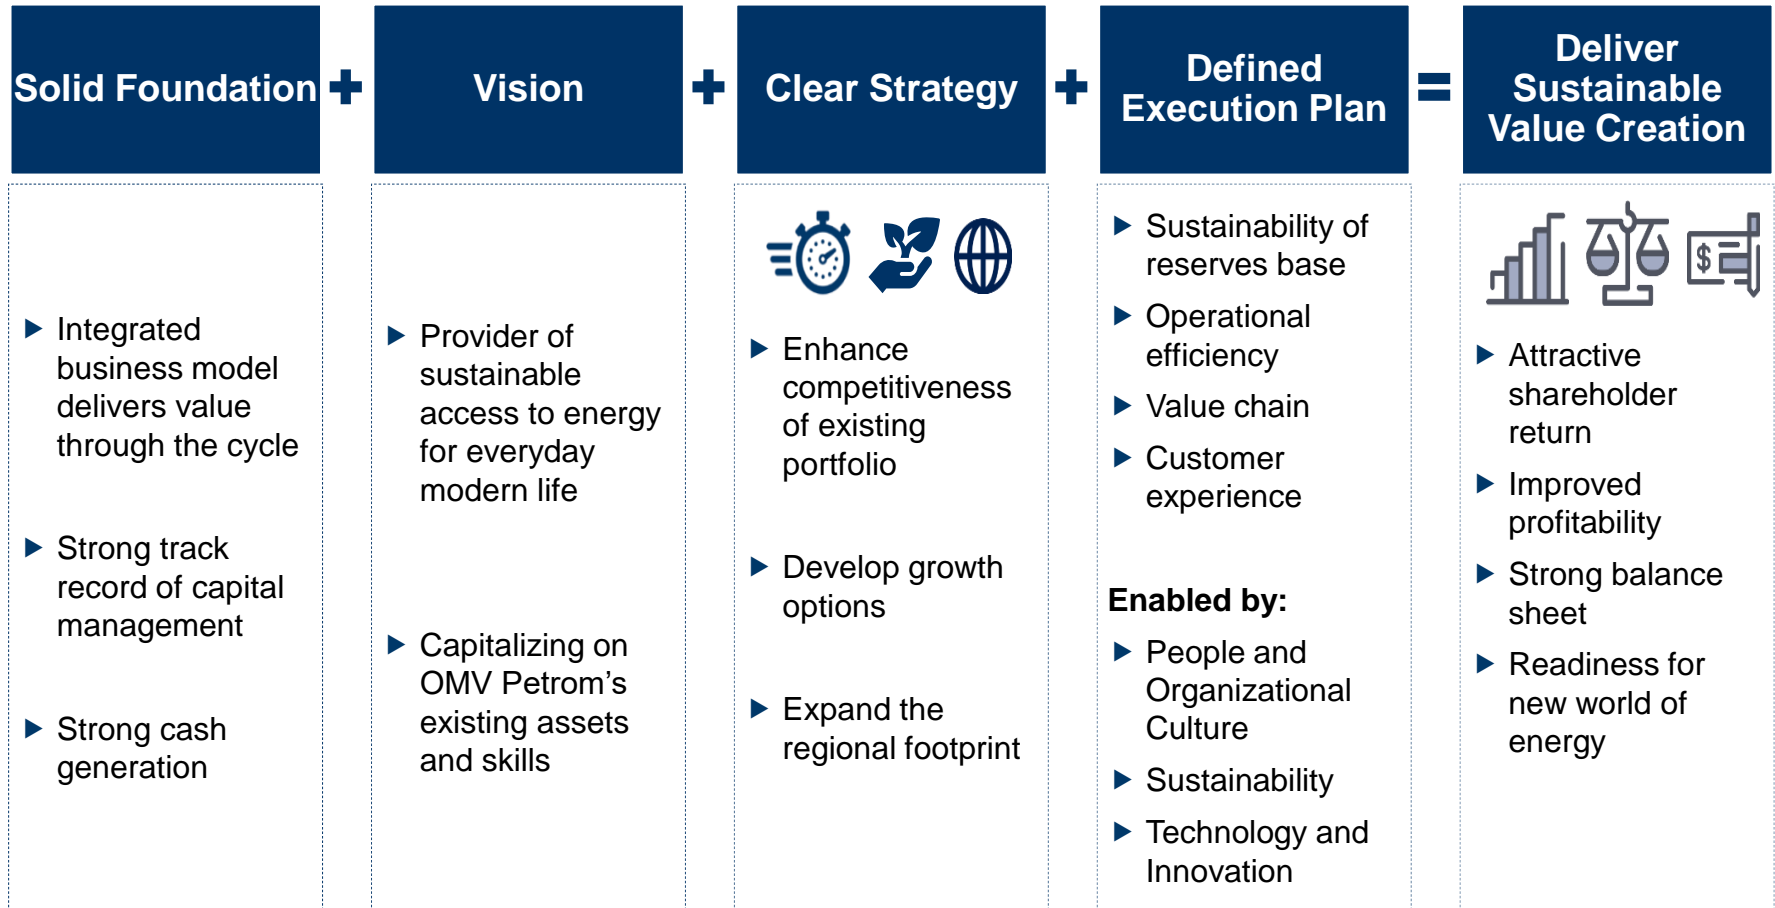 Solid Foundation
+
Vision
+
Clear Strategy
+
Defined
Execution Plan
=
Deliver
Sustainable
Value Creation
Integrated
business model
delivers value
through the cycle
Strong track
record of capital
management
Strong cash
generation
Provider of
sustainable
access to energy
for everyday
modern life
Capitalizing on
OMV Petrom’s
existing assets
and skills
Enhance
competitiveness
of existing
portfolio
Develop growth
options
Expand the
regional footprint
Sustainability of
reserves base
Operational
efficiency
Value chain
Customer
experience
Enabled by:
People and
Organizational
Culture
Sustainability
Technology and
Innovation
$
Attractive
shareholder
return
Improved
profitability
Strong balance
sheet
Readiness for
new world of
energy